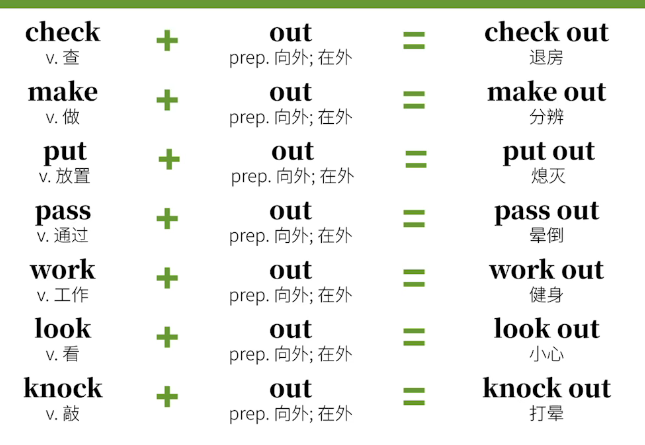 check + out = check out
v. 查 prep. 向外; 在外 退房
make + out = make out
v. 做 prep. 向外; 在外 分辨
put + out = put out
v. 放置 prep. 向外; 在外 熄灭
pass + out = pass out
v. 通过 prep. 向外; 在外 晕倒
work + out = work out
v. 工作 prep. 向外; 在外 健身
look + out = look out
v. 看 prep. 向外; 在外 小心
knock + out = knock out
v. 敲 prep. 向外; 在外 打晕